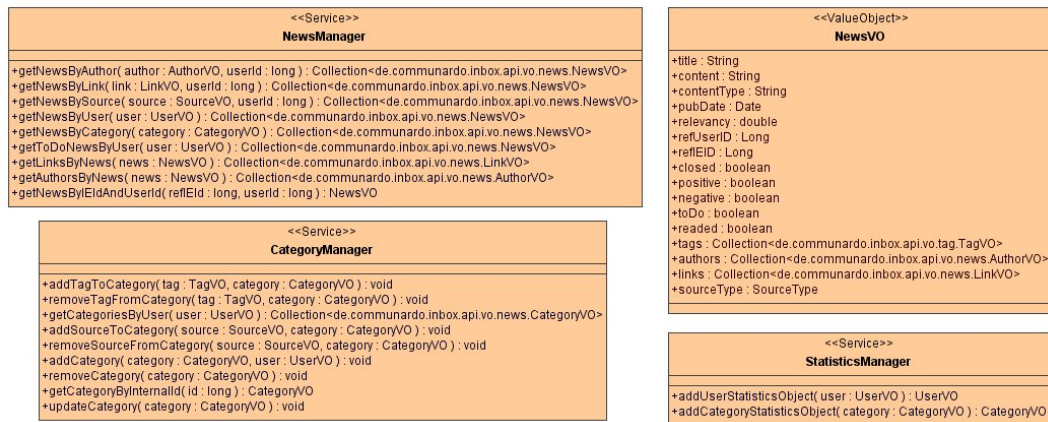 <<Service>>
NewsManager
+getNewsByAuthor( author : AuthorVO, userId : long ) : Collection<de.communardo.inbox.api.vo.news.NewsVO>
+getNewsByLink( link : LinkVO, userId : long ) : Collection<de.communardo.inbox.api.vo.news.NewsVO>
+getNewsBySource( source : SourceVO, userId : long ) : Collection<de.communardo.inbox.api.vo.news.NewsVO>
+getNewsByUser( user : UserVO ) : Collection<de.communardo.inbox.api.vo.news.NewsVO>
+getNewsByCategory( category : CategoryVO ) : Collection<de.communardo.inbox.api.vo.news.NewsVO>
+getToDoNewsByUser( user : UserVO ) : Collection<de.communardo.inbox.api.vo.news.NewsVO>
+getLinksByNews( news : NewsVO ) : Collection<de.communardo.inbox.api.vo.news.LinkVO>
+getAuthorsByNews( news : NewsVO ) : Collection<de.communardo.inbox.api.vo.news.AuthorVO>
+getNewsByIEIdAndUserId( refIEId : long, userId : long ) : NewsVO
<<Service>>
CategoryManager
+addTagToCategory( tag : TagVO, category : CategoryVO ) : void
+removeTagFromCategory( tag : TagVO, category : CategoryVO ) : void
+getCategoriesByUser( user : UserVO ) : Collection<de.communardo.inbox.api.vo.news.CategoryVO>
+addSourceToCategory( source : SourceVO, category : CategoryVO ) : void
+removeSourceFromCategory( source : SourceVO, category : CategoryVO ) : void
+addCategory( category : CategoryVO, user : UserVO ) : void
+removeCategory( category : CategoryVO ) : void
+getCategoryByInternalId( id : long ) : CategoryVO
+updateCategory( category : CategoryVO ) : void
<<ValueObject>>
NewsVO
+title : String
+content : String
+contentType : String
+pubDate : Date
+relevancy : double
+refUserID : Long
+refIEID : Long
+closed : boolean
+positive : boolean
+negative : boolean
+toDo : boolean
+readed : boolean
+tags : Collection<de.communardo.inbox.api.vo.tag.TagVO>
+authors : Collection<de.communardo.inbox.api.vo.news.AuthorVO>
+links : Collection<de.communardo.inbox.api.vo.news.LinkVO>
+sourceType : SourceType
<<Service>>
StatisticsManager
+addUserStatisticsObject( user : UserVO ) : UserVO
+addCategoryStatisticsObject( category : CategoryVO ) : CategoryVO